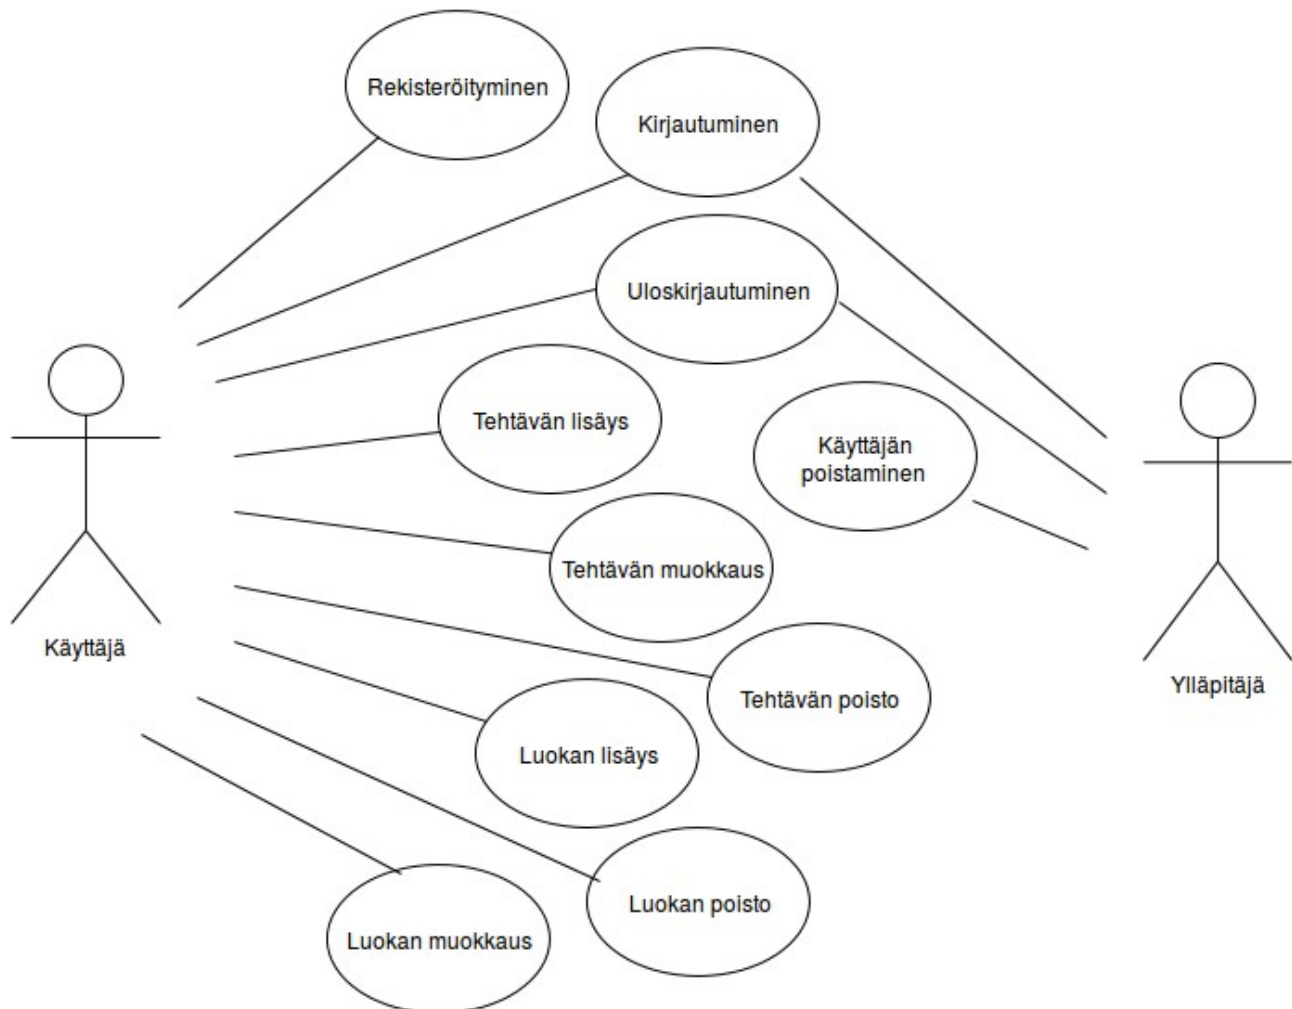 Rekisteröityminen
Kirjautuminen
Uloskirjautuminen
Tehtävän lisäys
Käyttäjän
poistaminen
Tehtävän muokkaus
Käyttäjä
Ylläpitäjä
Tehtävän poisto
Luokan lisäys
Luokan poisto
Luokan muokkaus